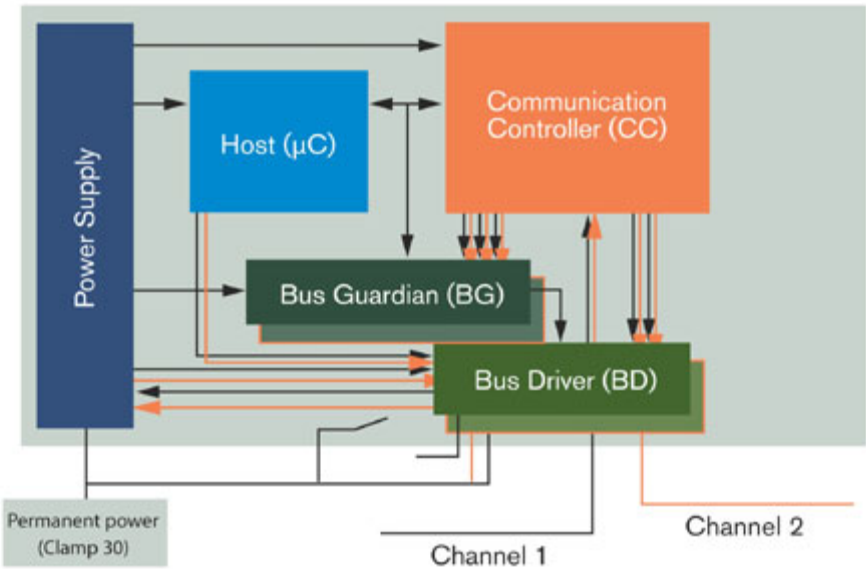 Power Supply
Host (µC)
Communication
Controller (CC)
Bus Guardian (BG)
Bus Driver (BD)
Permanent power
(Clamp 30)
Channel 1
Channel 2